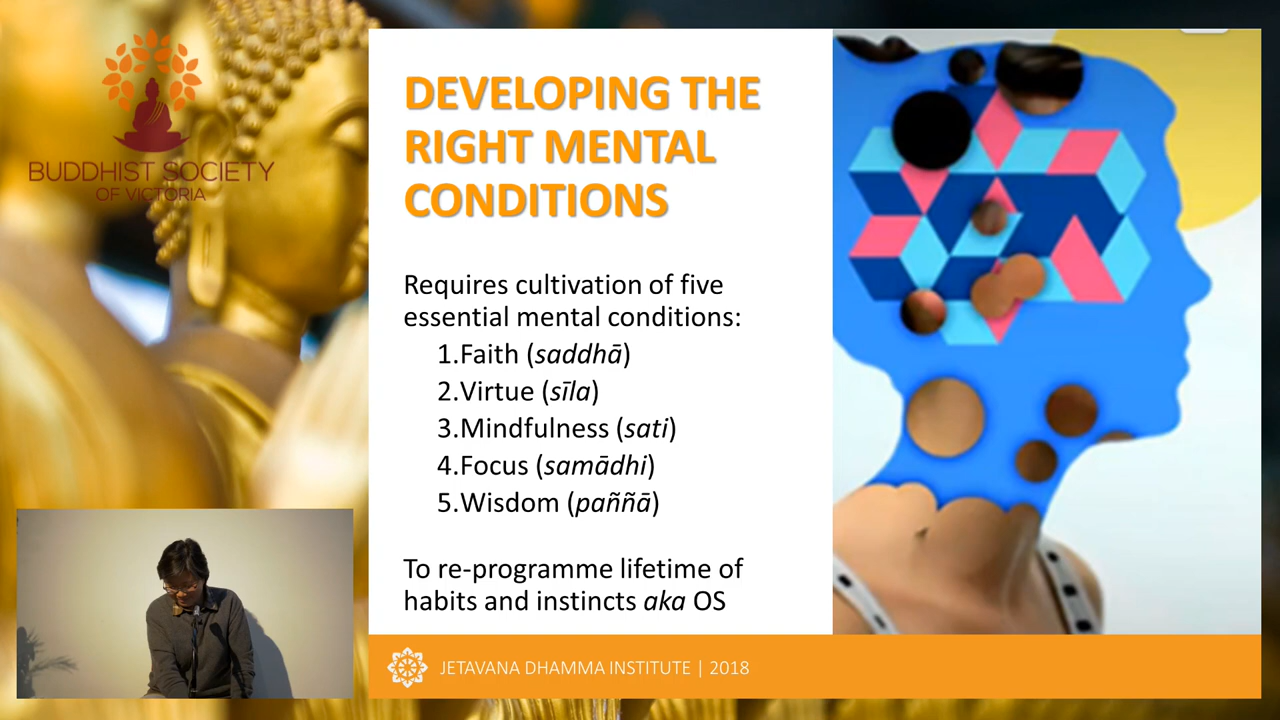 BUDDHIST SOCIETY
OF VICTORIA
DEVELOPING THE
RIGHT MENTAL
CONDITIONS
Requires cultivation of five
essential mental conditions:
1.Faith (saddhā)
2.Virtue (sīla)
3.Mindfulness (sati)
4.Focus (samādhi)
5.Wisdom (paññā)
To re-programme lifetime of
habits and instincts aka OS
JETAVANA DHAMMA INSTITUTE | 2018